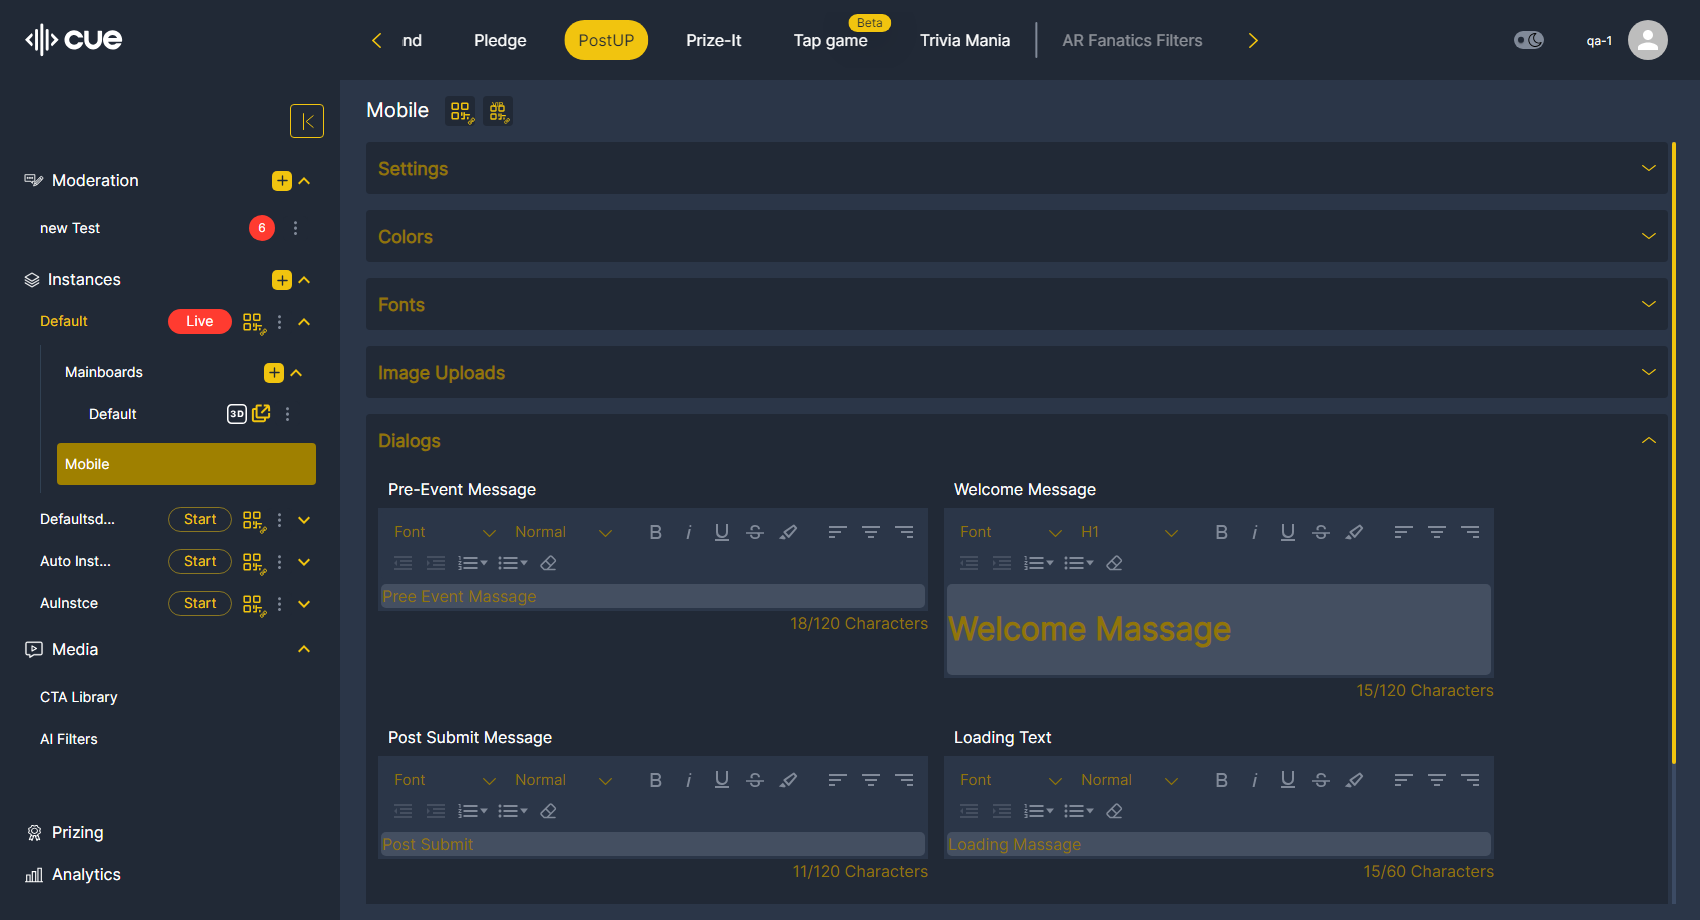 cue
nd
Pledge
PostUP
Prize-It
Beta
Tap game
Trivia Mania
AR Fanatics Filters
qa-1
Moderation
new Test
6
Instances
Default
Live
Mainboards
Default
3D
Mobile
Defaultsd...
Start
Auto Inst...
Start
AuInstce
Start
Media
CTA Library
AI Filters
Prizing
Analytics
Mobile
VIP
Settings
Colors
Fonts
Image Uploads
Dialogs
Pre-Event Message
Font
Normal
Pree Event Massage
18/120 Characters
Welcome Message
Font
H1
Welcome Massage
15/120 Characters
Post Submit Message
Font
Normal
Post Submit
11/120 Characters
Loading Text
Font
Normal
Loading Massage
15/60 Characters